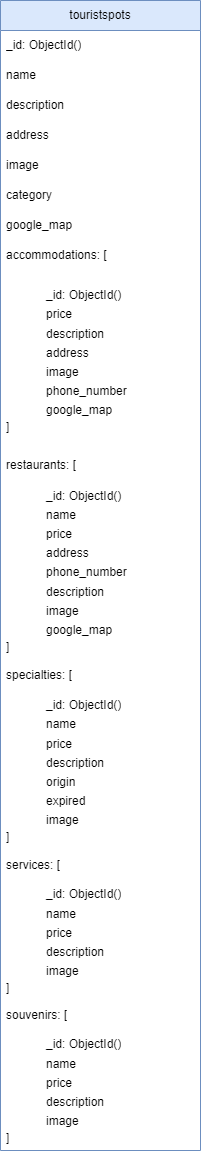 touristspots
_id: ObjectId()
name
description
address
image
category
google_map
accommodations: [
_id: ObjectId()
price
description
address
image
phone_number
google_map
]
restaurants: [
_id: ObjectId()
name
price
address
phone_number
description
image
google_map
]
specialties: [
_id: ObjectId()
name
price
description
origin
expired
image
]
services: [
_id: ObjectId()
name
price
description
image
]
souvenirs: [
_id: ObjectId()
name
price
description
image
]